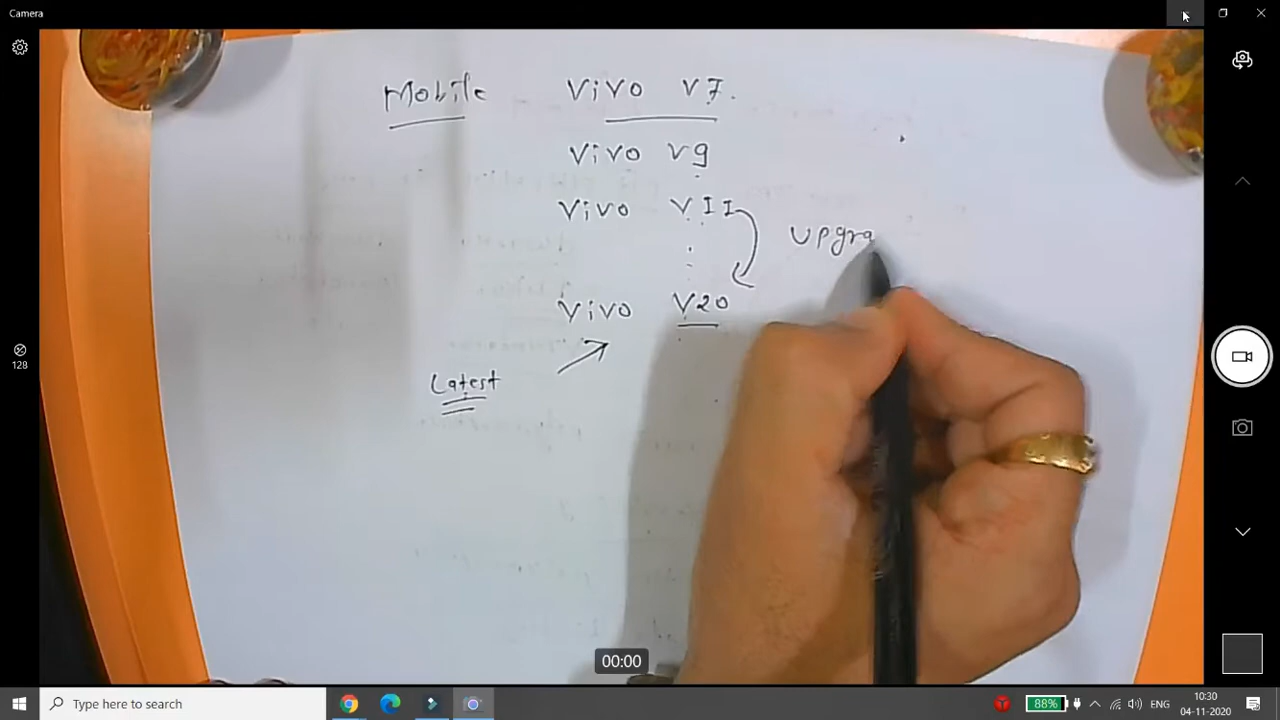 Camera
Mobile Vivo V7.
Vivo V9
Vivo VII
Upgra
Vivo V20
Latest
128
00:00
Type here to search
88%
ENG
10:30
04-11-2020